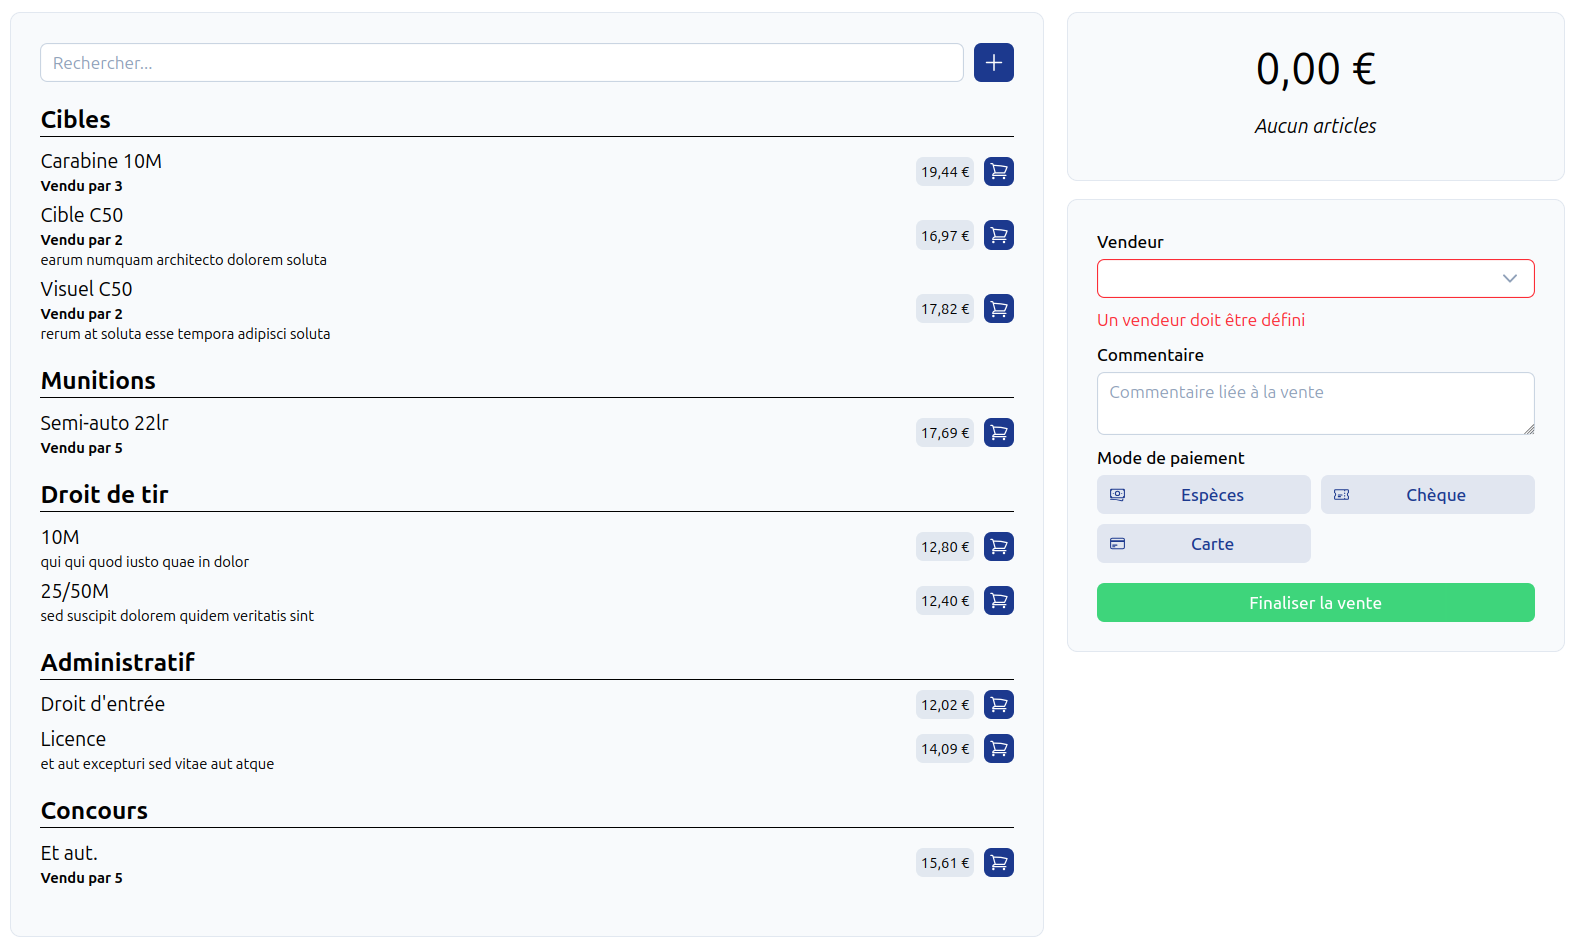 Rechercher...
Cibles
Carabine 10M
Vendu par 3
19,44 €
Cible C50
Vendu par 2
earum numquam architecto dolorem soluta
16,97 €
Visuel C50
Vendu par 2
rerum at soluta esse tempora adipisci soluta
17,82 €
Munitions
Semi-auto 22lr
Vendu par 5
17,69 €
Droit de tir
10M
qui qui quod iusto quae in dolor
12,80 €
25/50M
sed suscipit dolorem quidem veritatis sint
12,40 €
Administratif
Droit d'entrée
12,02 €
Licence
et aut excepturi sed vitae aut atque
14,09 €
Concours
Et aut.
Vendu par 5
15,61 €
0,00 €
Aucun articles
Vendeur
Un vendeur doit être défini
Commentaire
Commentaire liée à la vente
Mode de paiement
Espèces
Chèque
Carte
Finaliser la vente